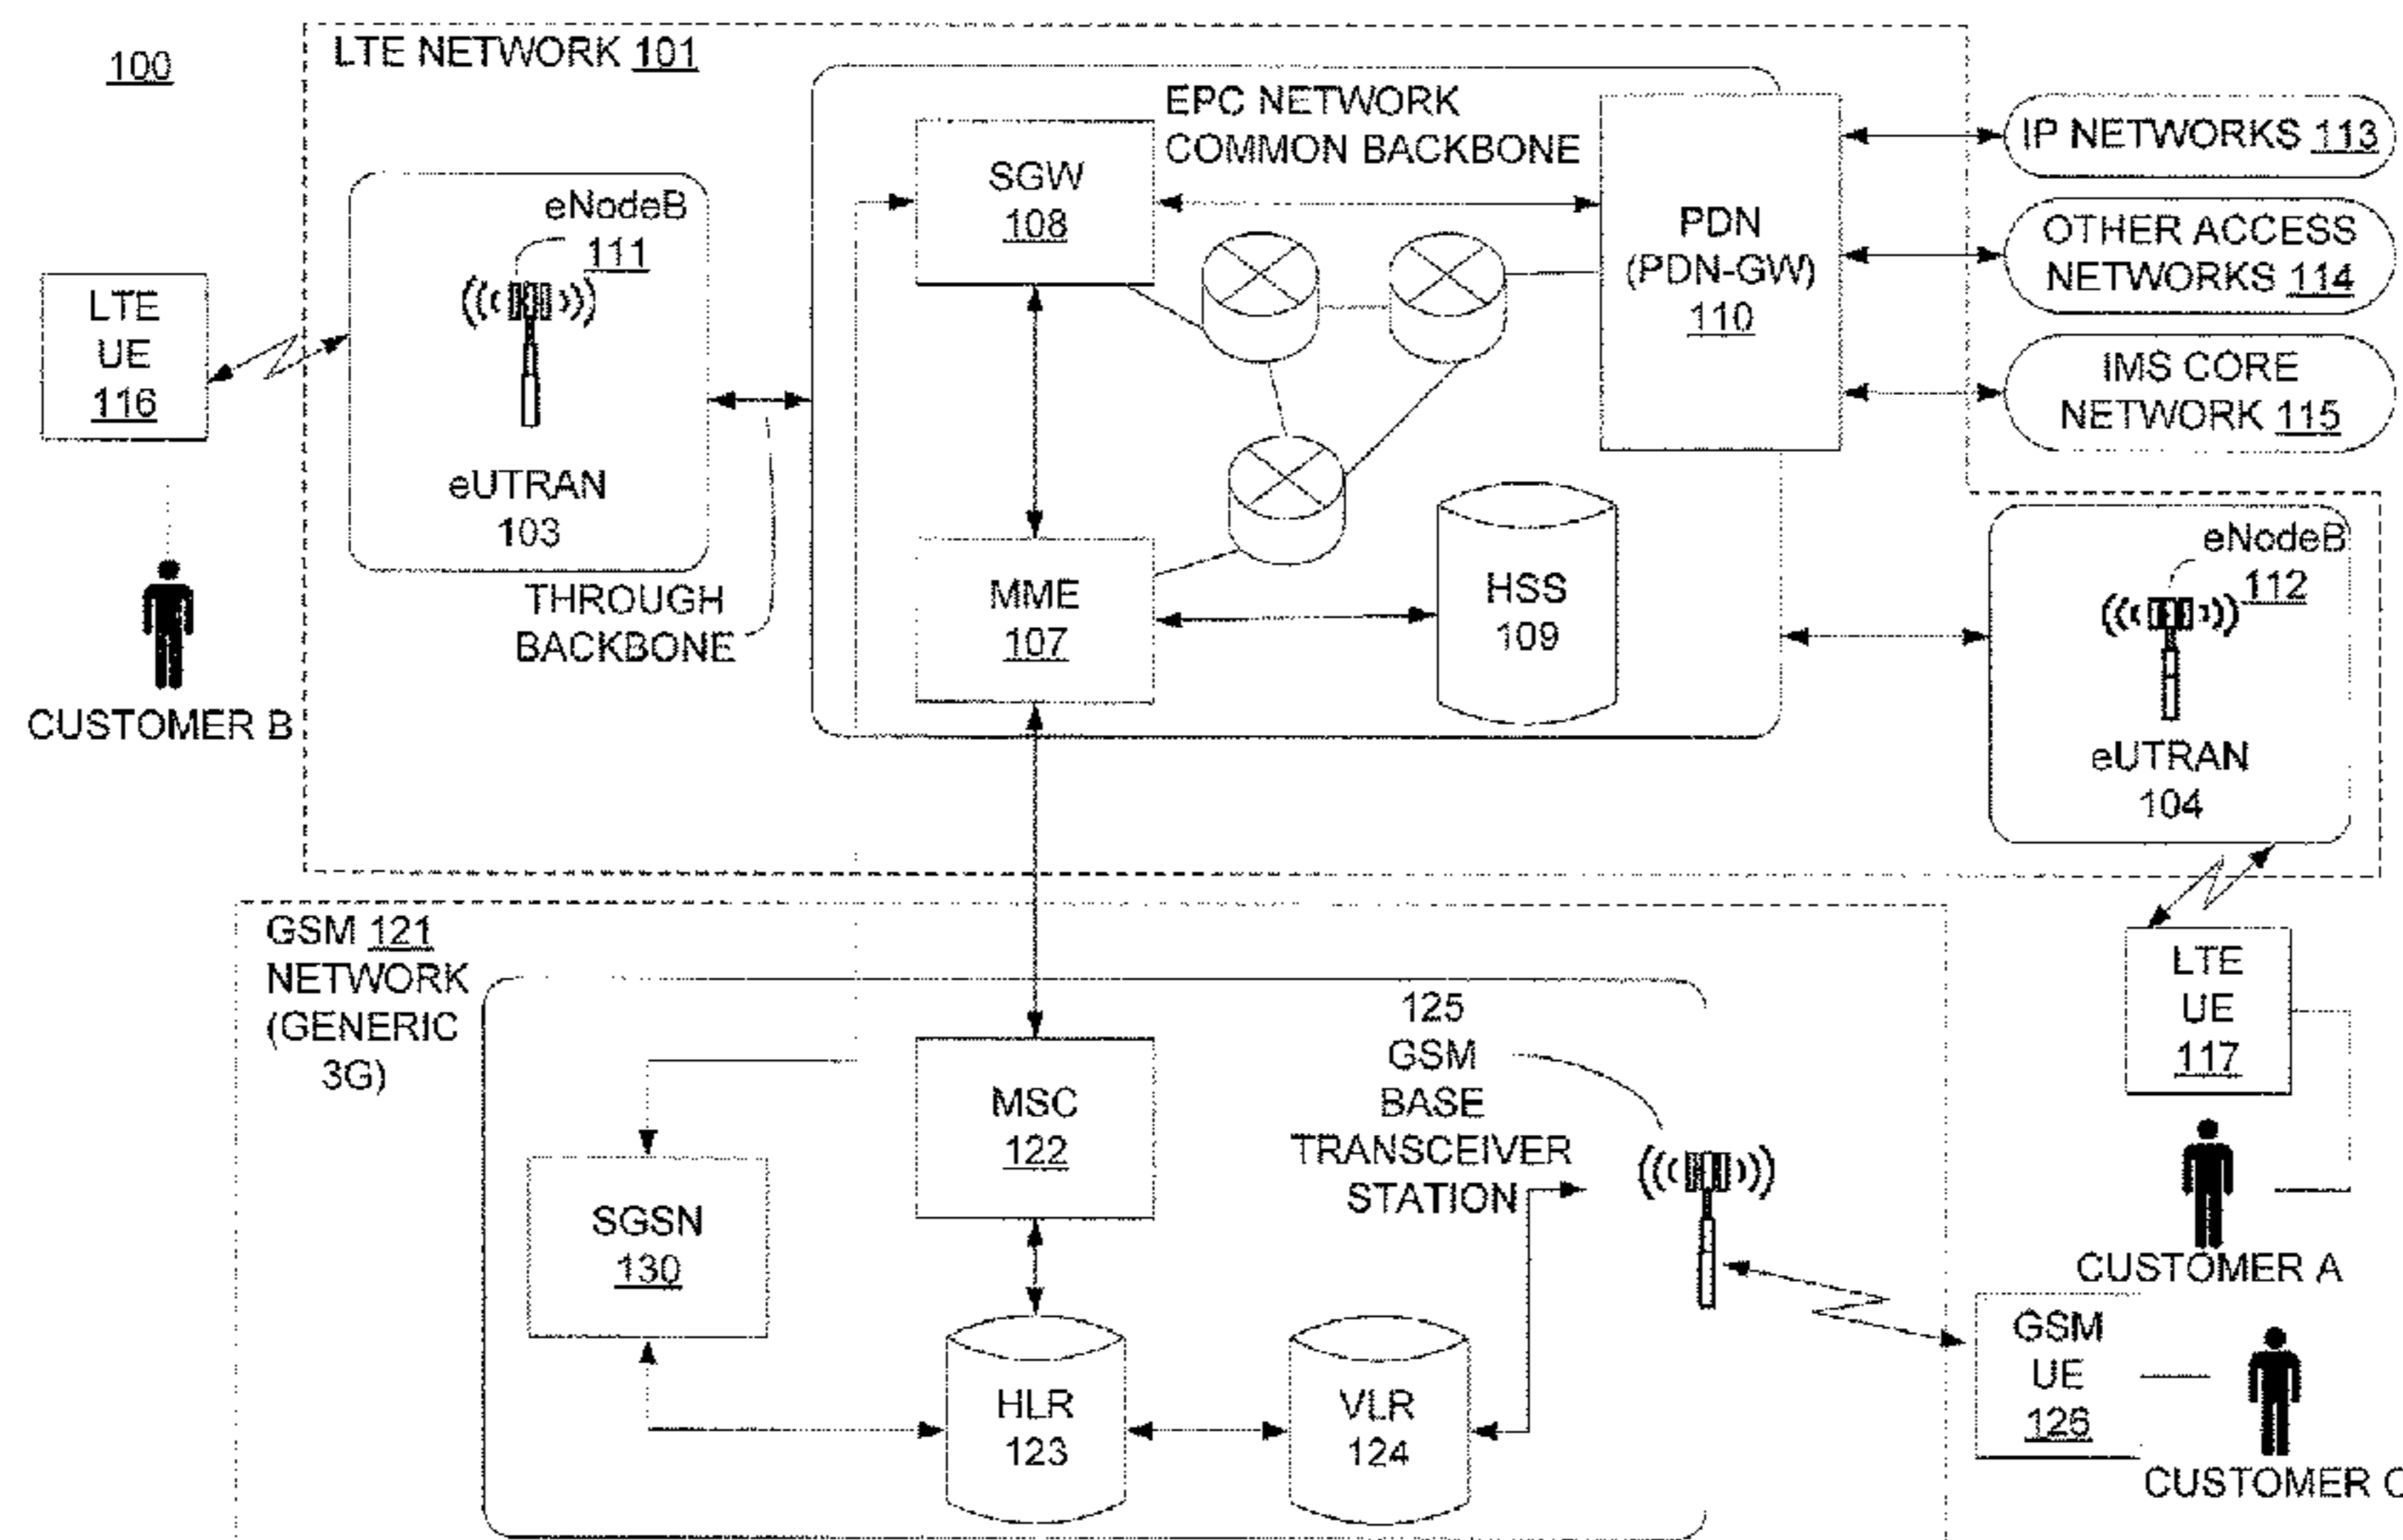 100
LTE NETWORK 101
EPC NETWORK
COMMON BACKBONE
SGW
108
PDN
(PDN-GW)
110
IP NETWORKS 113
OTHER ACCESS
NETWORKS 114
IMS CORE
NETWORK 115
eNodeB
111
LTE
UE
116
eUTRAN
103
THROUGH
BACKBONE
CUSTOMER B
MME
107
HSS
109
eNodeB
112
eUTRAN
104
GSM 121
NETWORK
(GENERIC
3G)
125
GSM
BASE
TRANSCEIVER
STATION
MSC
122
SGSN
130
HLR
123
VLR
124
LTE
UE
117
CUSTOMER A
GSM
UE
126
CUSTOMER C